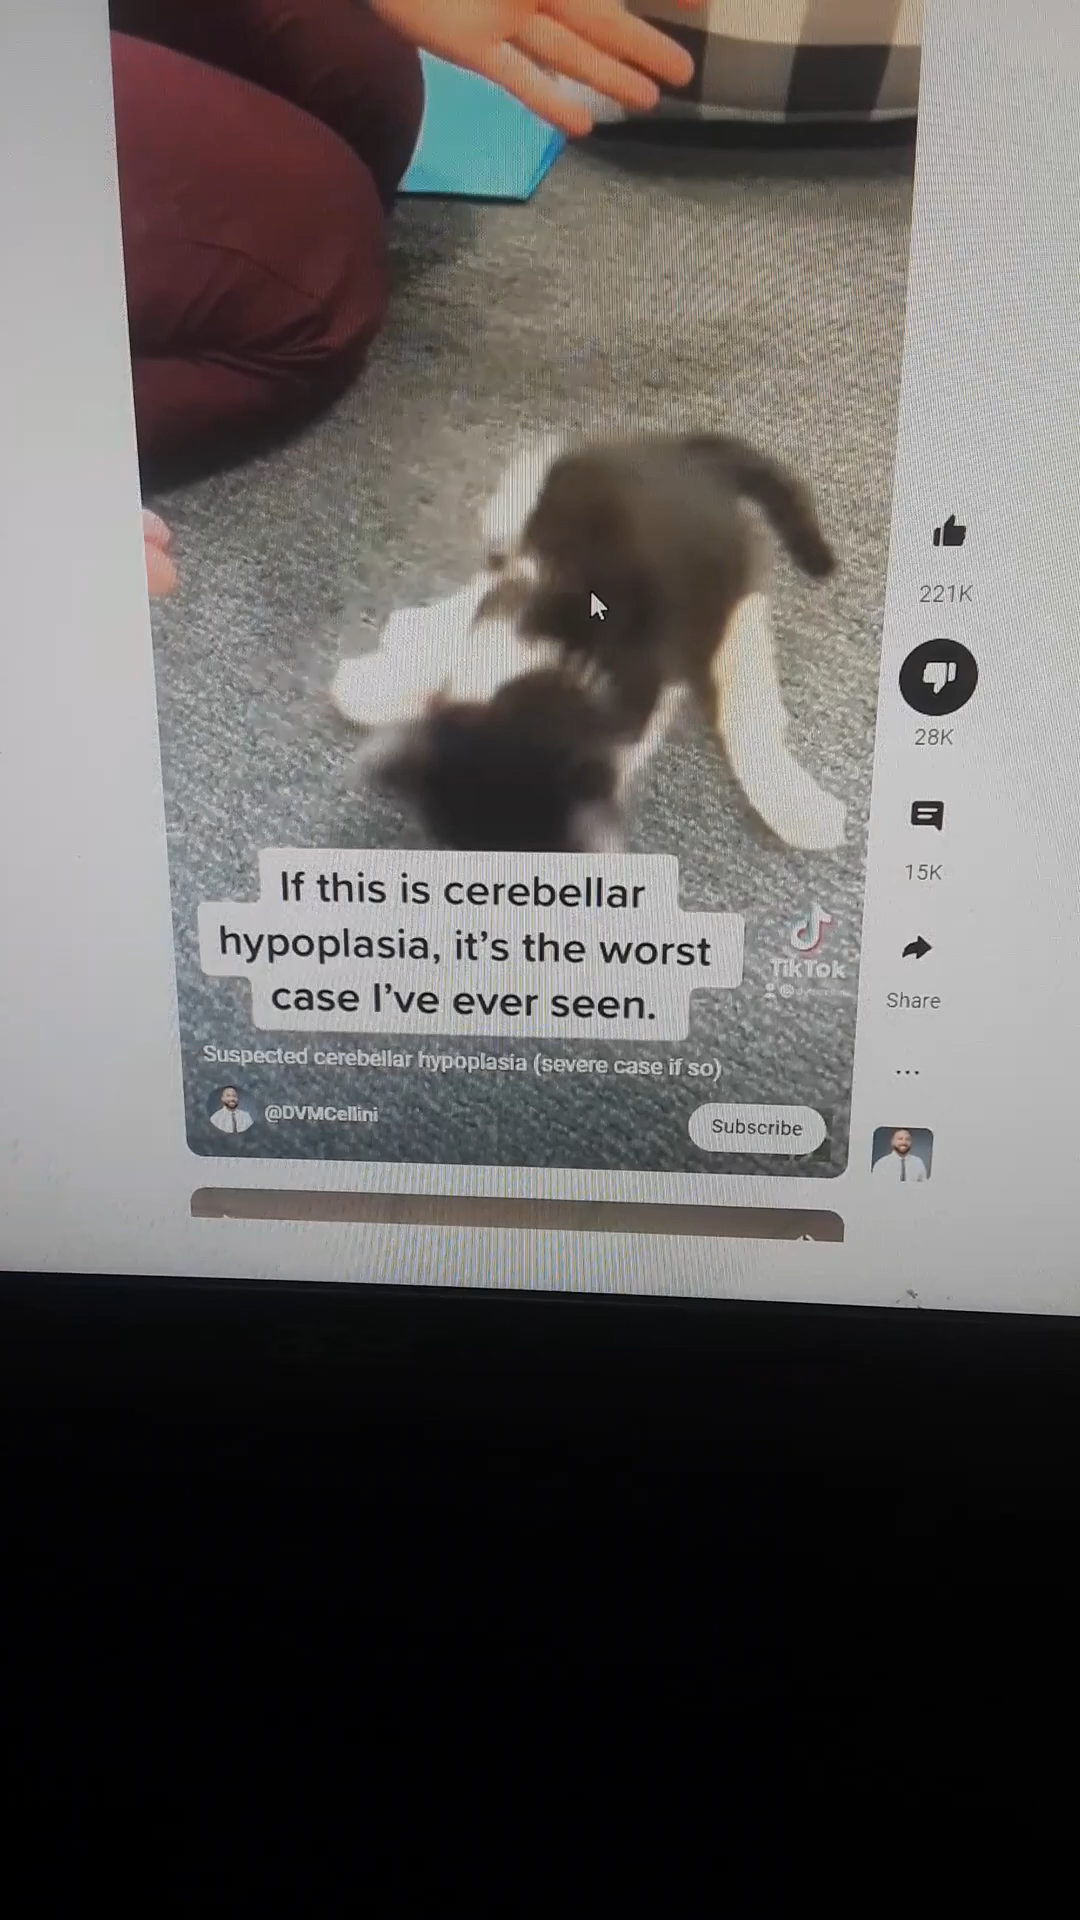 221K
28K
15K
If this is cerebellar
hypoplasia, it's the worst
case I've ever seen.
TikTok
Share
Suspected cerebellar hypoplasia (severe case if so)
@DVMCellini
Subscribe